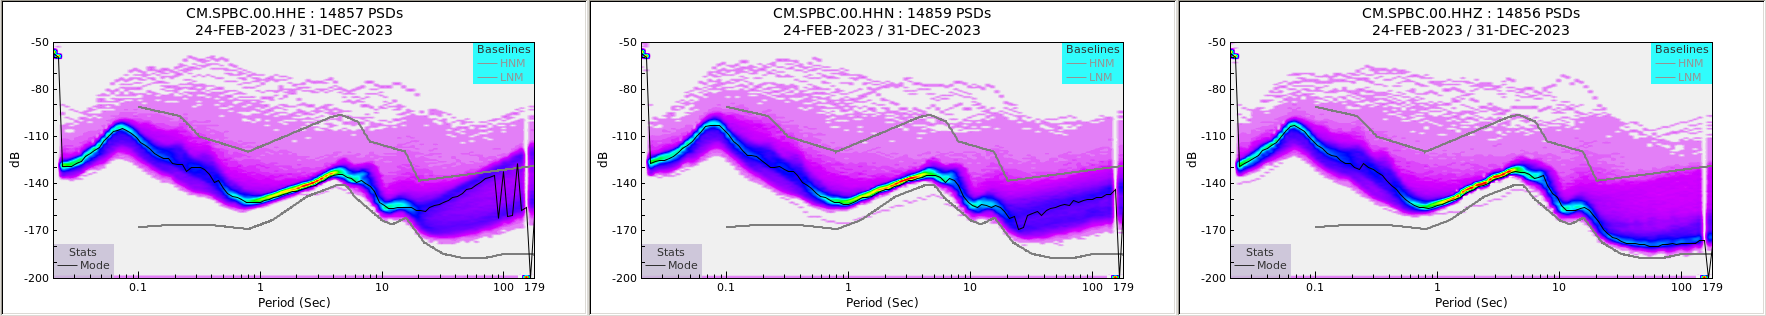 CM.SPBC.00.HHE : 14857 PSDs
24-FEB-2023 / 31-DEC-2023
-50
-80
-110
-140
-170
-200
dB
Baselines
HNM
LNM
Stats
Mode
0.1
1
10
100
179
Period (Sec)
CM.SPBC.00.HHN : 14859 PSDs
24-FEB-2023 / 31-DEC-2023
-50
-80
-110
-140
-170
-200
dB
Baselines
HNM
LNM
Stats
Mode
0.1
1
10
100
179
Period (Sec)
CM.SPBC.00.HHZ : 14856 PSDs
24-FEB-2023 / 31-DEC-2023
-50
-80
-110
-140
-170
-200
dB
Baselines
HNM
LNM
Stats
Mode
0.1
1
10
100
179
Period (Sec)